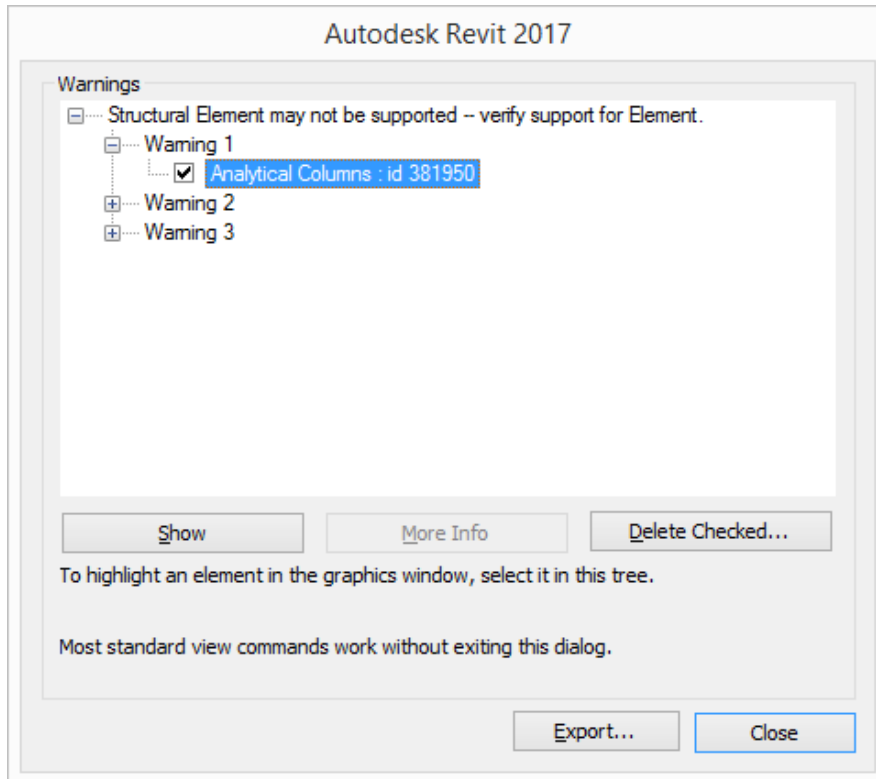 Autodesk Revit 2017
Warnings
Structural Element may not be supported -- verify support for Element.
Warning 1
Analytical Columns : id 381950
Warning 2
Warning 3
Show
More Info
Delete Checked...
To highlight an element in the graphics window, select it in this tree.
Most standard view commands work without exiting this dialog.
Export...
Close